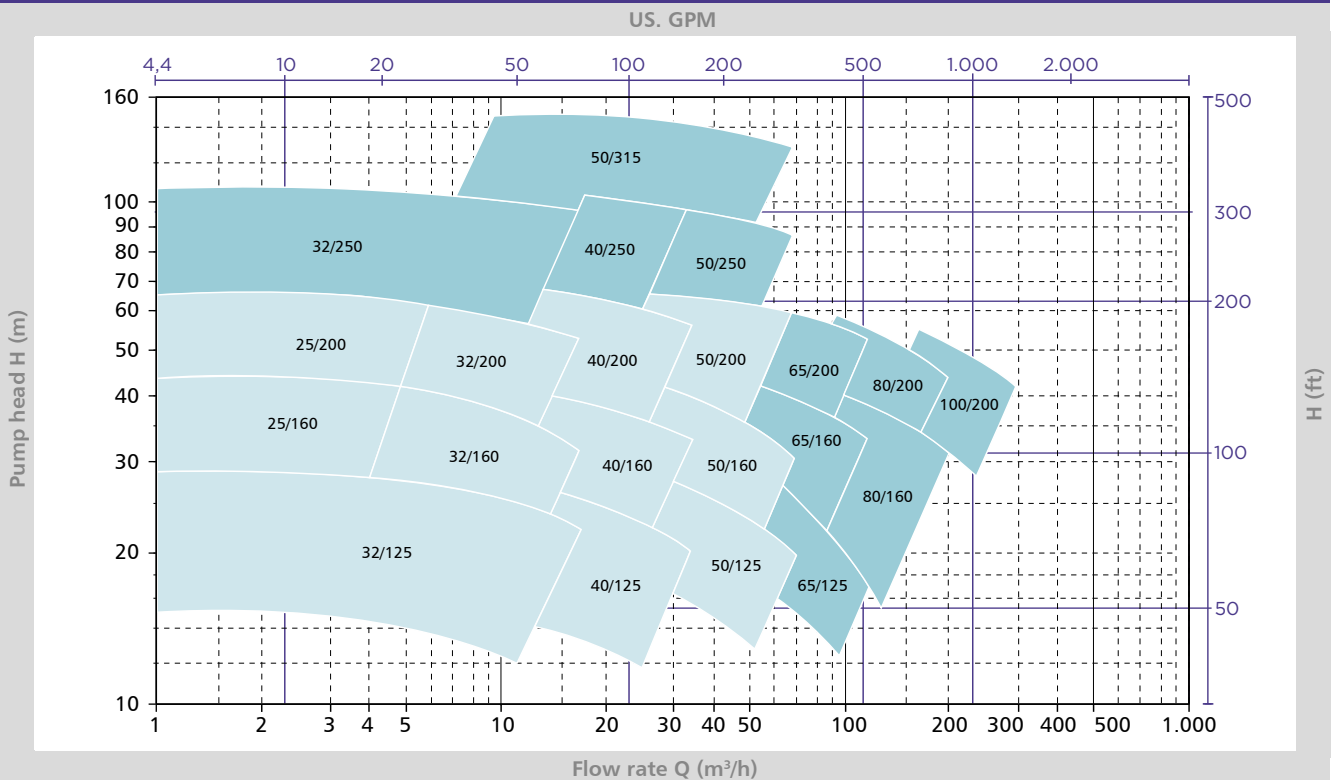 US. GPM
4,4 10 20 50 100 200 500 1.000 2.000
160
500
50/315
100
300
90
32/250 40/250 50/250
80
70
60
200
50
25/200 32/200 40/200 50/200 65/200 80/200 100/200
40
25/160 32/160 40/160 50/160 65/160 80/160
30
100
20
32/125 40/125 50/125 65/125
50
10
1 2 3 4 5 10 20 30 40 50 100 200 300 400 500 1.000
Pump head H (m)
H (ft)
Flow rate Q (m³/h)